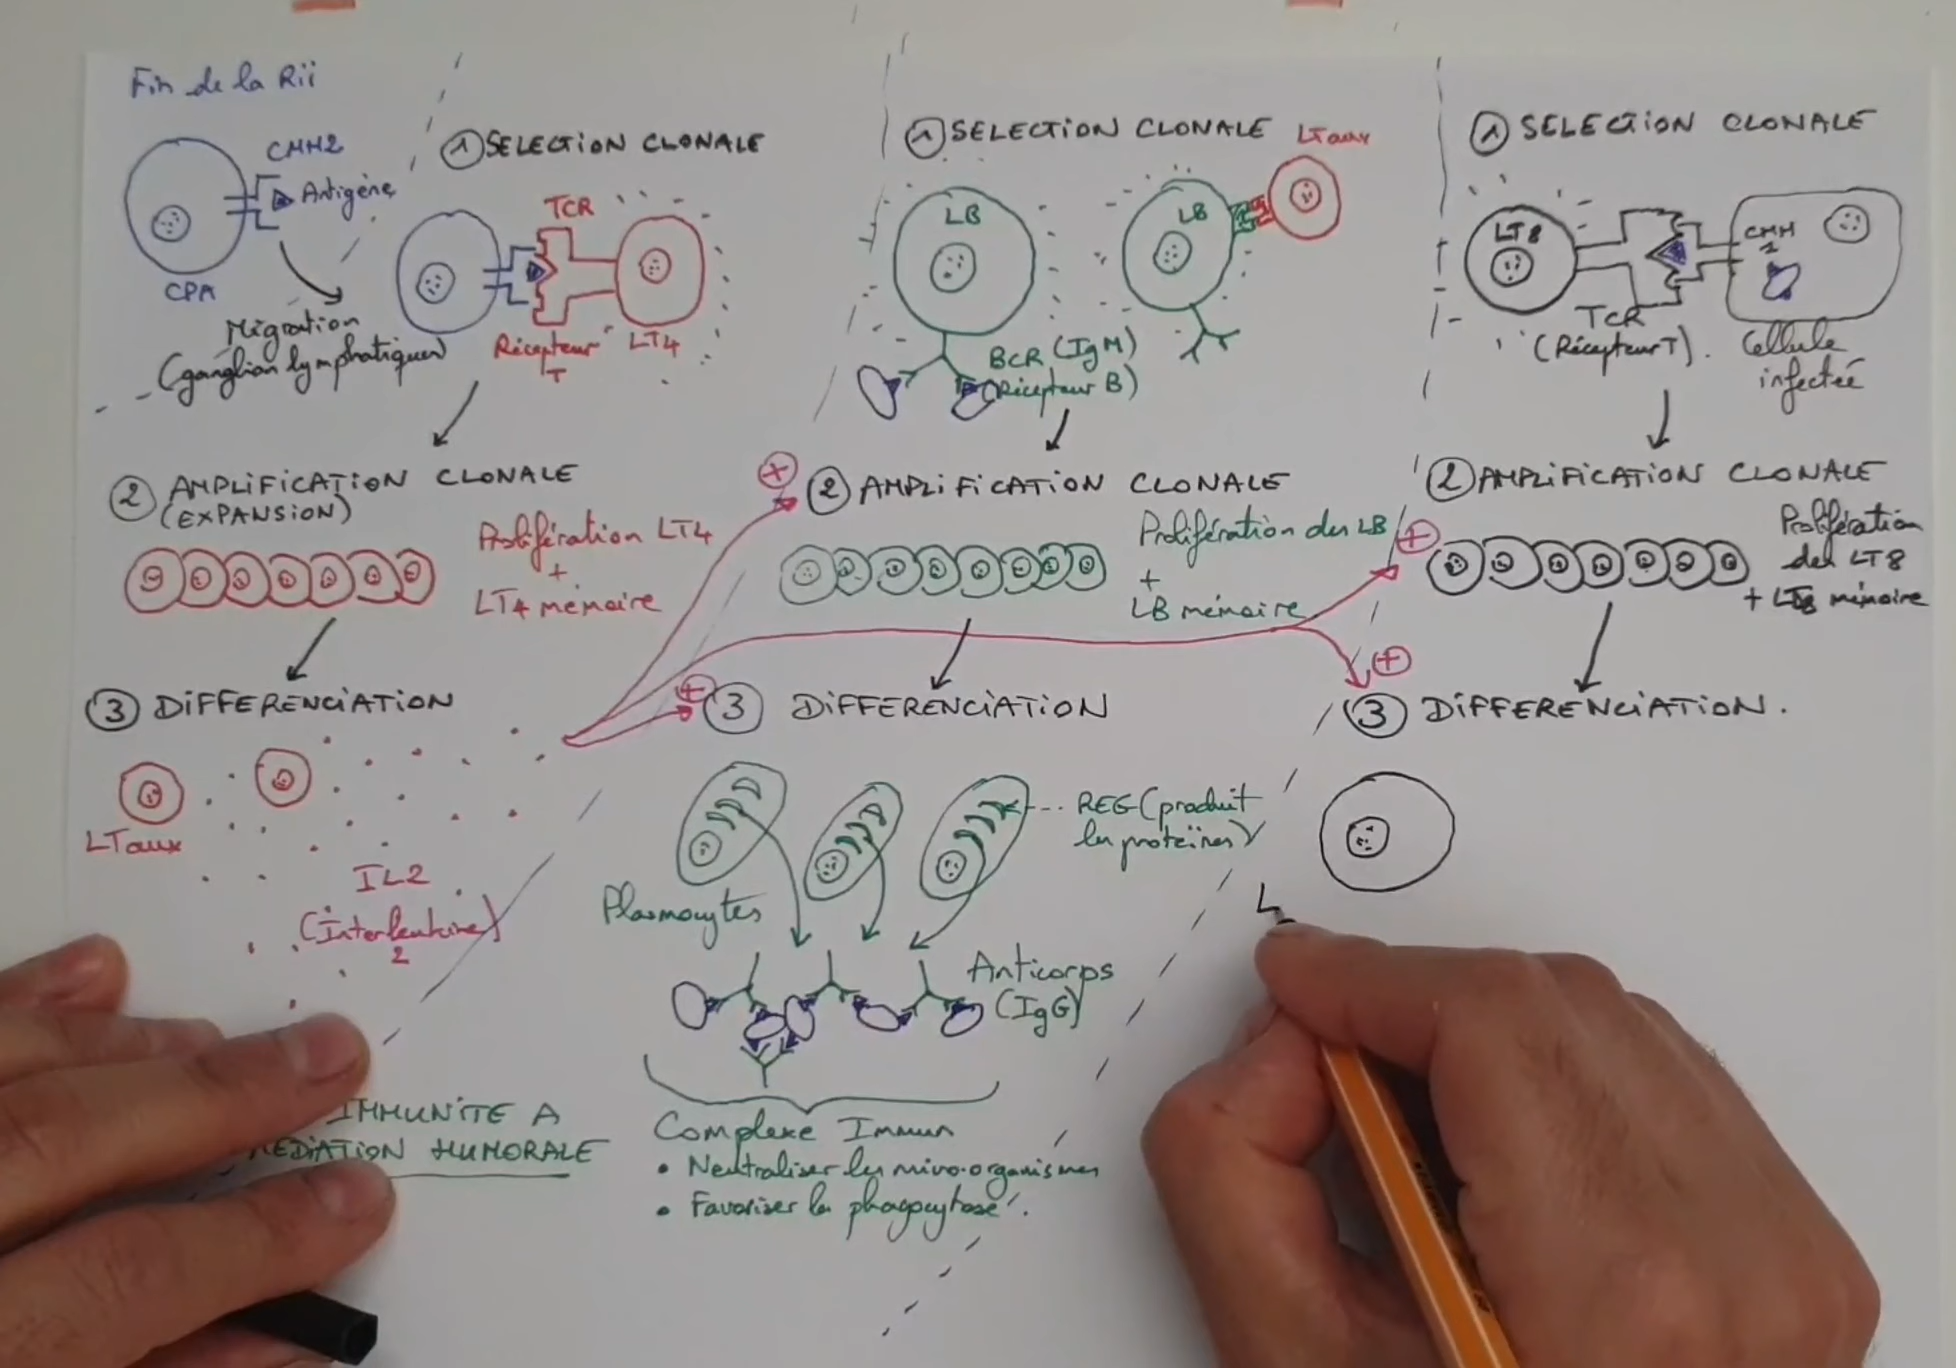 Fin de la Rii
CMH2
Antigène
CPA
Migration
(ganglion lymphatiques)
① SELECTION CLONALE
TCR
Récepteur
T
LT4
② AMPLIFICATION CLONALE
(EXPANSION)
Prolifération LT4
+
LT4 mémoire
③ DIFFERENCIATION
LTaux
IL2
(Interleukine)
2
IMMUNITE A
MEDIATION HUMORALE
① SELECTION CLONALE
LTaux
LB
LB
BCR (IgM)
(Récepteur B)
+
② AMPLIFICATION CLONALE
Prolifération des LB
+
LB mémoire
+
③ DIFFERENCIATION
REG (produit
les protéines)
Plasmocytes
Anticorps
(IgG)
Complexe Immun
• Neutraliser les micro-organismes
• Favoriser la phagocytose.
① SELECTION CLONALE
LT8
CMH
1
TCR
(Récepteur T).
Cellule
infectée
② AMPLIFICATION CLONALE
+
Prolifération
des LT8
+ LT8 mémoire
+
③ DIFFERENCIATION.
L